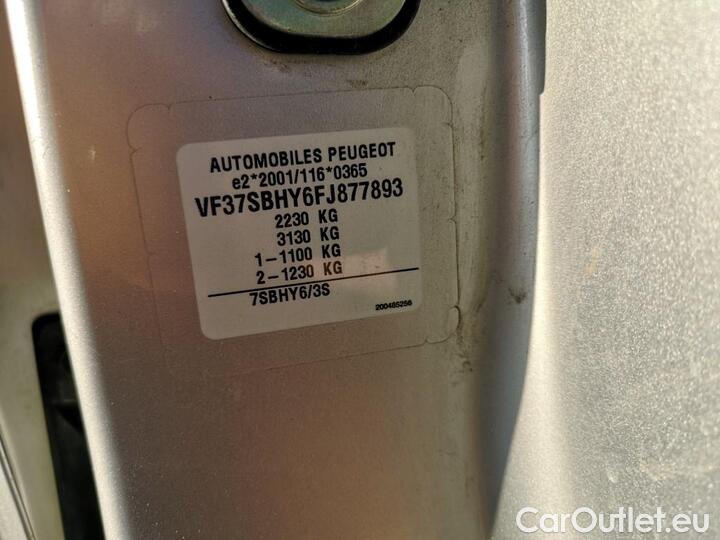 AUTOMOBILES PEUGEOT
e2*2001/116*0365
VF37SBHY6FJ877893
2230 KG
3130 KG
1-1100 KG
2-1230 KG
7SBHY6/3S
200485256
CarOutlet.eu